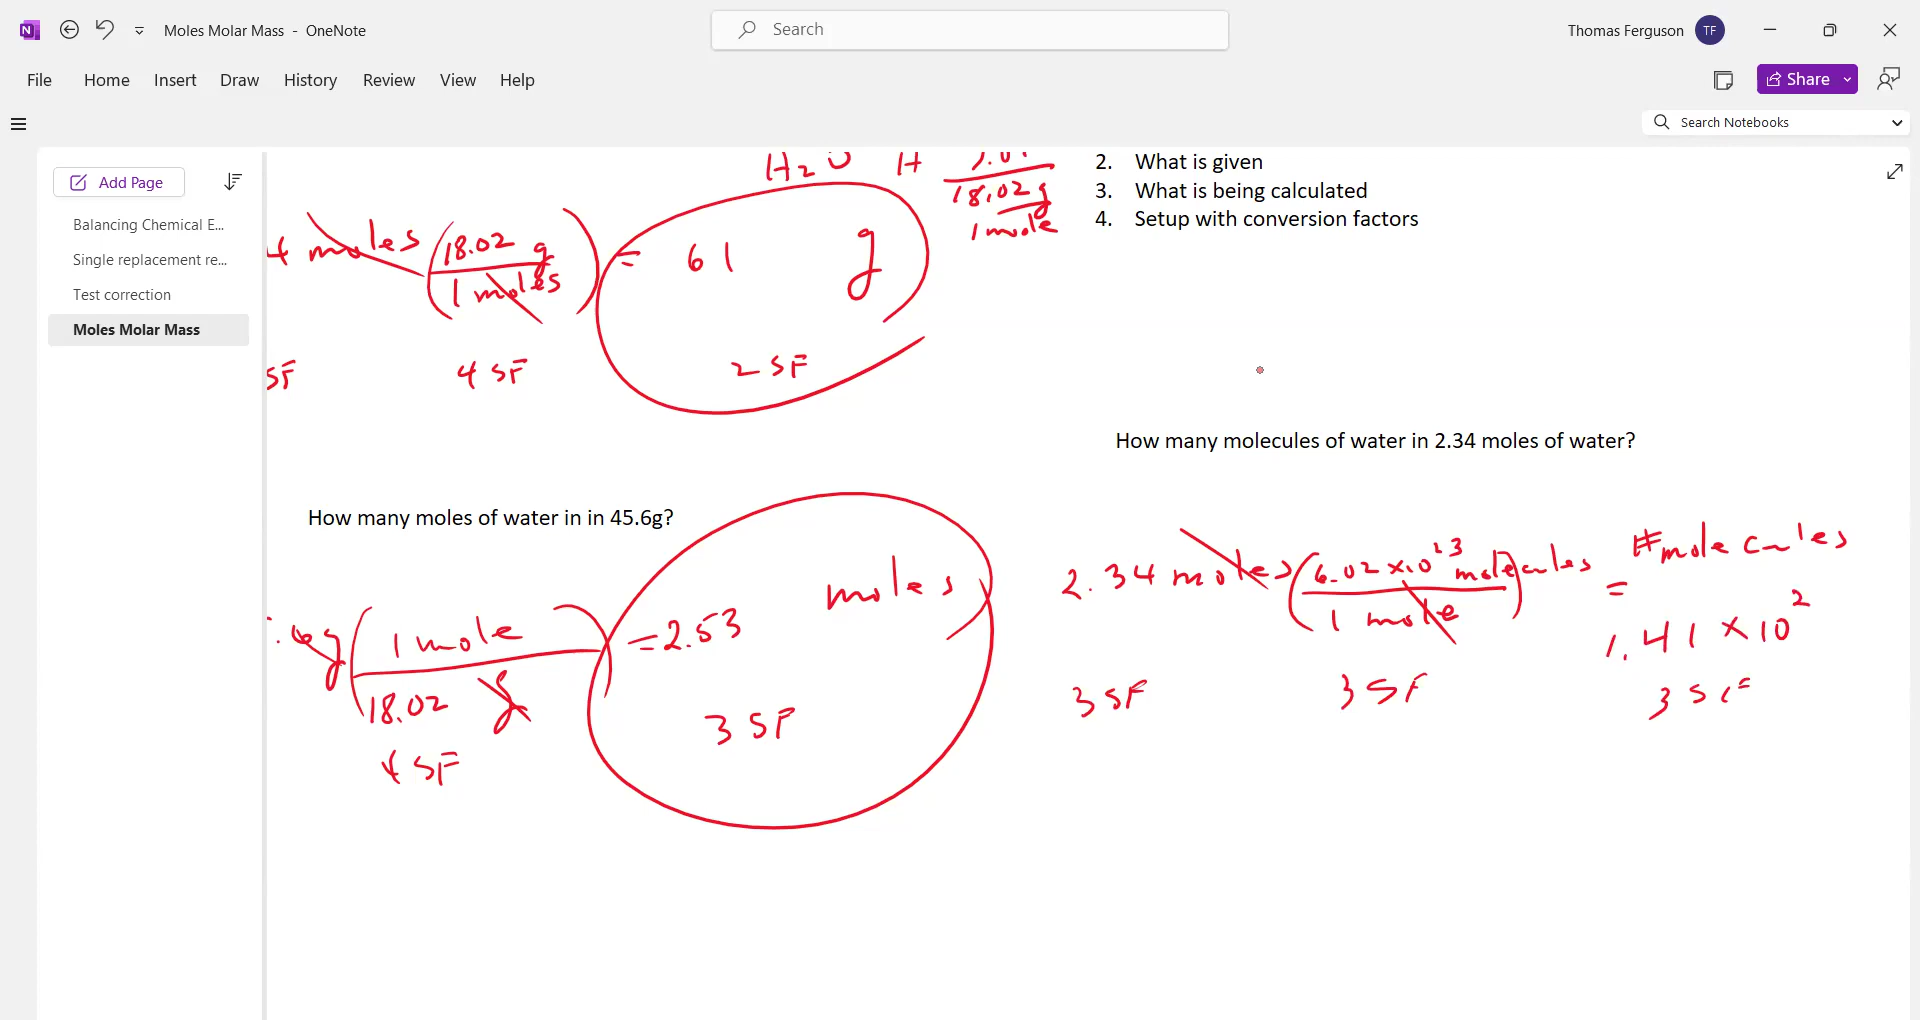 Moles Molar Mass - OneNote
Search
Thomas Ferguson TF
File Home Insert Draw History Review View Help
Share
Search Notebooks
Add Page
Balancing Chemical E...
Single replacement re...
Test correction
Moles Molar Mass
H₂O H
18.02 g
1 mole
4 moles (18.02 g / 1 moles) = 61 g
SF 4 SF 2 SF
2. What is given
3. What is being calculated
4. Setup with conversion factors
How many moles of water in in 45.6g?
.6g (1 mole / 18.02 g) = 2.53 moles
4 SF 3 SF
How many molecules of water in 2.34 moles of water?
2.34 moles (6.02 × 10²³ molecules / 1 mole) = # molecules
1.41 × 10²
3 SF 3 SF 3 SF